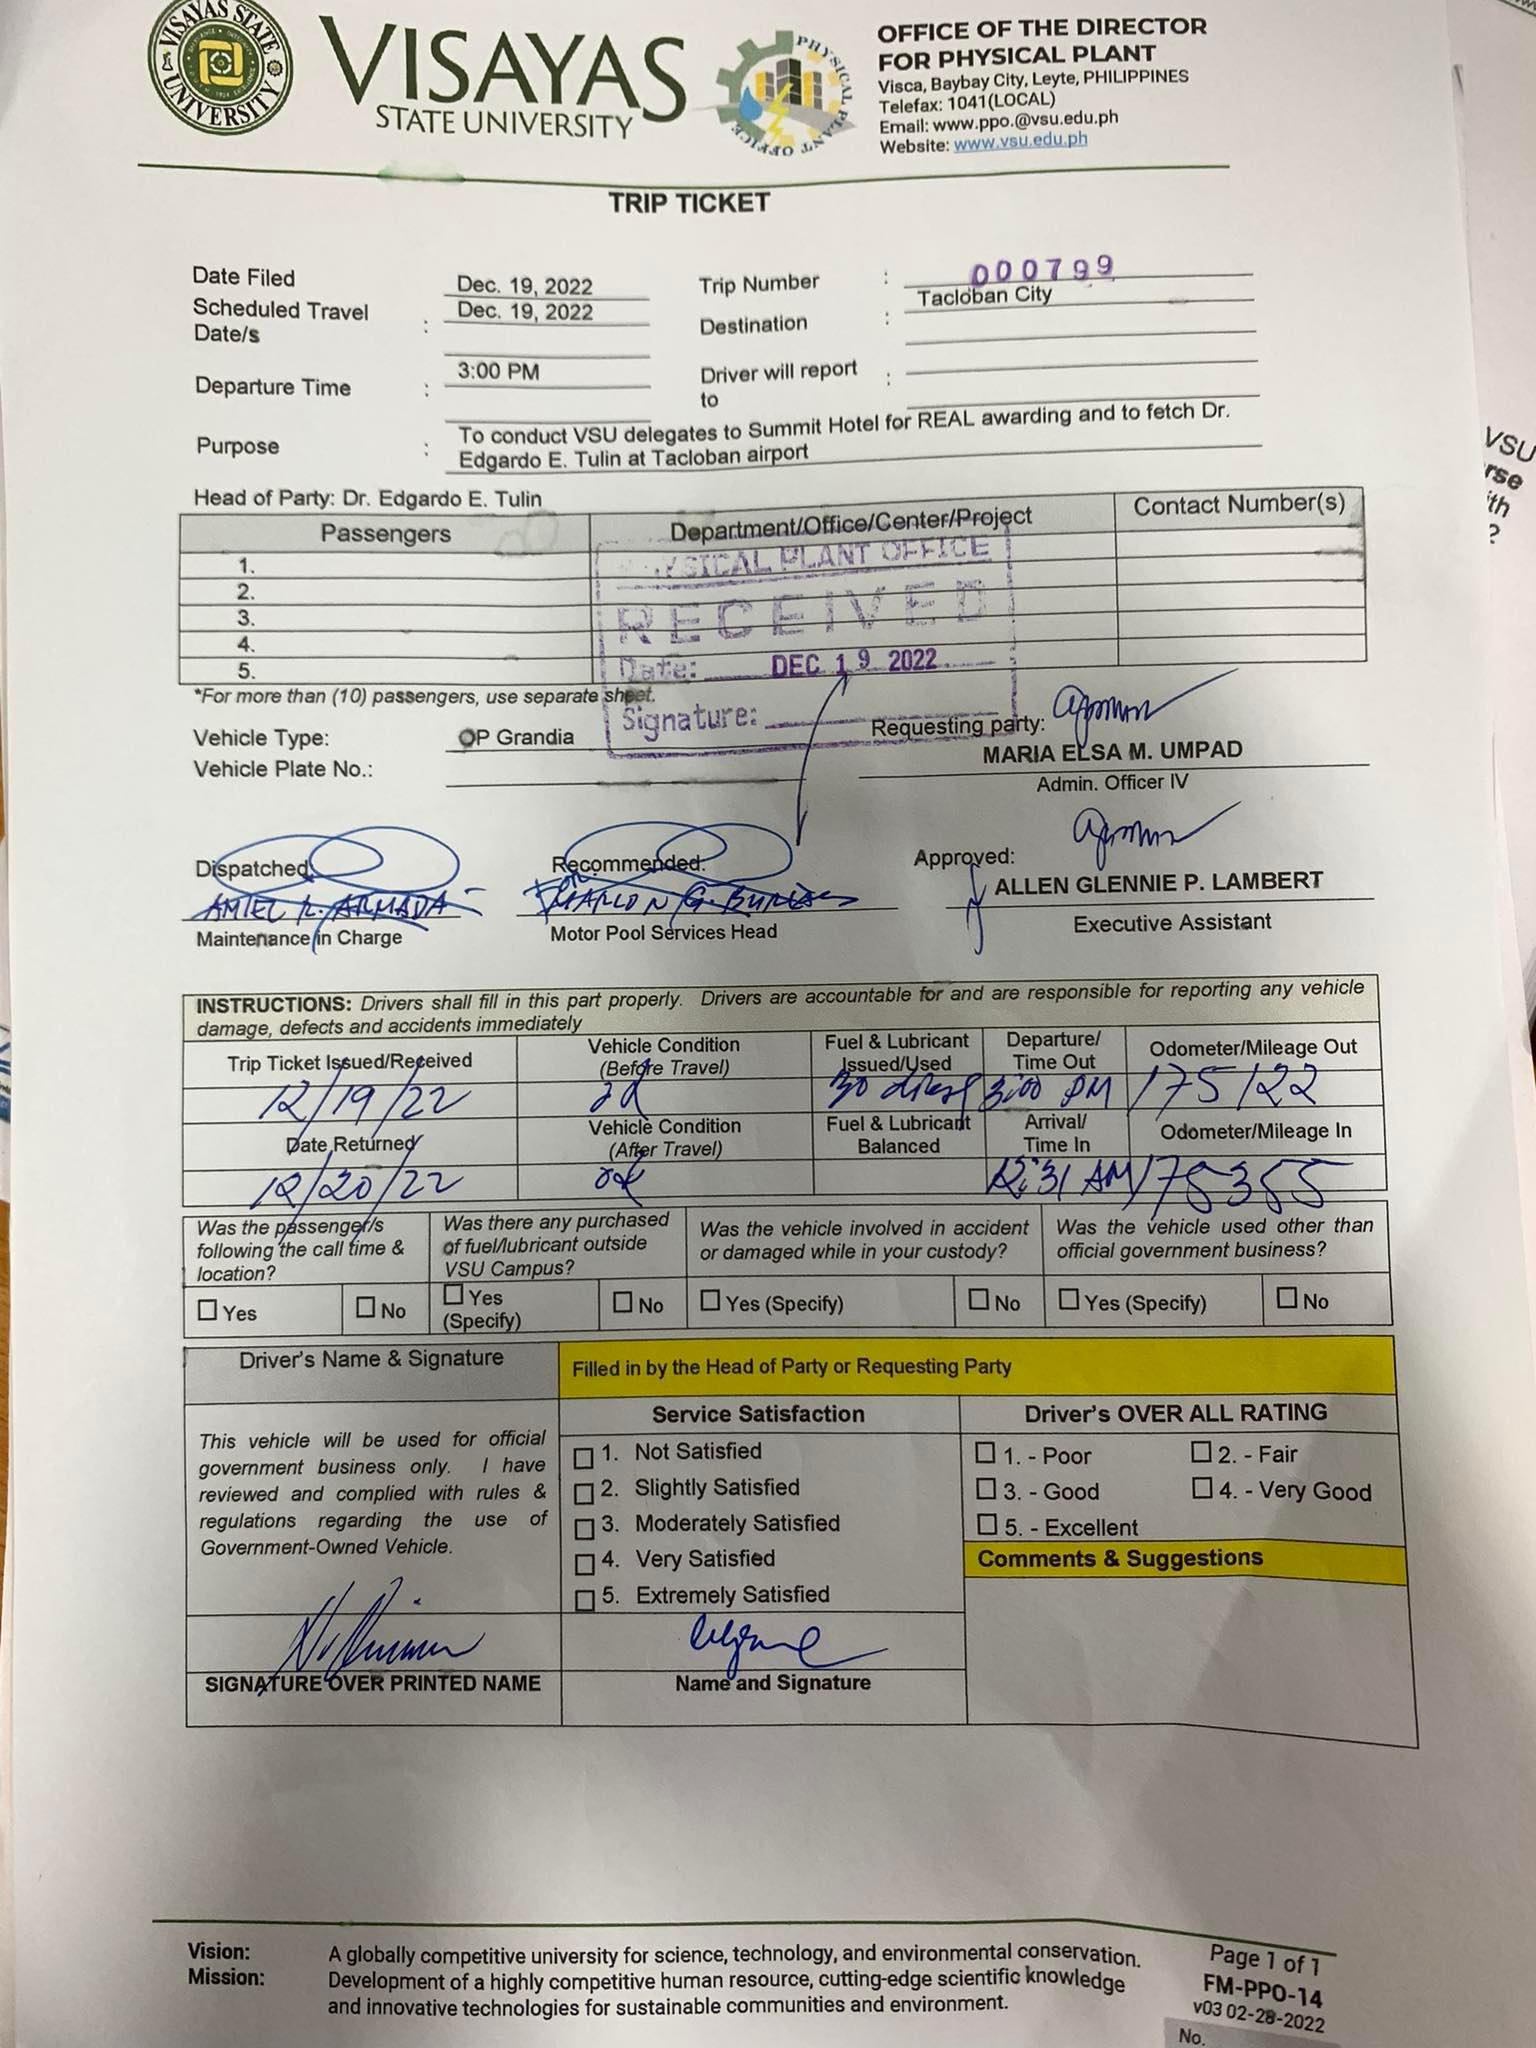 VISAYAS STATE UNIVERSITY
VISAYAS
STATE UNIVERSITY
PHYSICAL PLANT OFFICE
OFFICE OF THE DIRECTOR
FOR PHYSICAL PLANT
Visca, Baybay City, Leyte, PHILIPPINES
Telefax: 1041(LOCAL)
Email: www.ppo.@vsu.edu.ph
Website: www.vsu.edu.ph
TRIP TICKET
Date Filed Dec. 19, 2022 Trip Number : 000799
Scheduled Travel Date/s : Dec. 19, 2022 Destination : Tacloban City
Departure Time : 3:00 PM Driver will report to :
Purpose : To conduct VSU delegates to Summit Hotel for REAL awarding and to fetch Dr.
Edgardo E. Tulin at Tacloban airport
Head of Party: Dr. Edgardo E. Tulin
Passengers Department/Office/Center/Project Contact Number(s)
1.
2.
3.
4.
5.
PHYSICAL PLANT OFFICE
RECEIVED
Date: DEC 19 2022
Signature:
*For more than (10) passengers, use separate sheet.
Vehicle Type: OP Grandia Requesting party:
MARIA ELSA M. UMPAD
Vehicle Plate No.:
Admin. Officer IV
Dispatched: Recommended: Approved:
AMIEL R. ARMADA ALLEN GLENNIE P. LAMBERT
Maintenance in Charge Motor Pool Services Head Executive Assistant
INSTRUCTIONS: Drivers shall fill in this part properly. Drivers are accountable for and are responsible for reporting any vehicle
damage, defects and accidents immediately
Trip Ticket Issued/Received Vehicle Condition (Before Travel) Fuel & Lubricant Issued/Used Departure/ Time Out Odometer/Mileage Out
12/19/22 30 3:00 PM 175122
Date Returned Vehicle Condition (After Travel) Fuel & Lubricant Balanced Arrival/ Time In Odometer/Mileage In
12/20/22 ok 12:31 AM 175355
Was the passenger/s following the call time & location? Was there any purchased of fuel/lubricant outside VSU Campus? Was the vehicle involved in accident or damaged while in your custody? Was the vehicle used other than official government business?
Yes No Yes (Specify) No Yes (Specify) No Yes (Specify) No
Driver's Name & Signature Filled in by the Head of Party or Requesting Party
Service Satisfaction Driver's OVER ALL RATING
This vehicle will be used for official
government business only. I have
reviewed and complied with rules &
regulations regarding the use of
Government-Owned Vehicle.
1. Not Satisfied
2. Slightly Satisfied
3. Moderately Satisfied
4. Very Satisfied
5. Extremely Satisfied
1. - Poor 2. - Fair
3. - Good 4. - Very Good
5. - Excellent
Comments & Suggestions
SIGNATURE OVER PRINTED NAME Name and Signature
Vision: A globally competitive university for science, technology, and environmental conservation.
Mission: Development of a highly competitive human resource, cutting-edge scientific knowledge
and innovative technologies for sustainable communities and environment.
Page 1 of 1
FM-PPO-14
v03 02-28-2022
No.
VSU
rse
ith
?